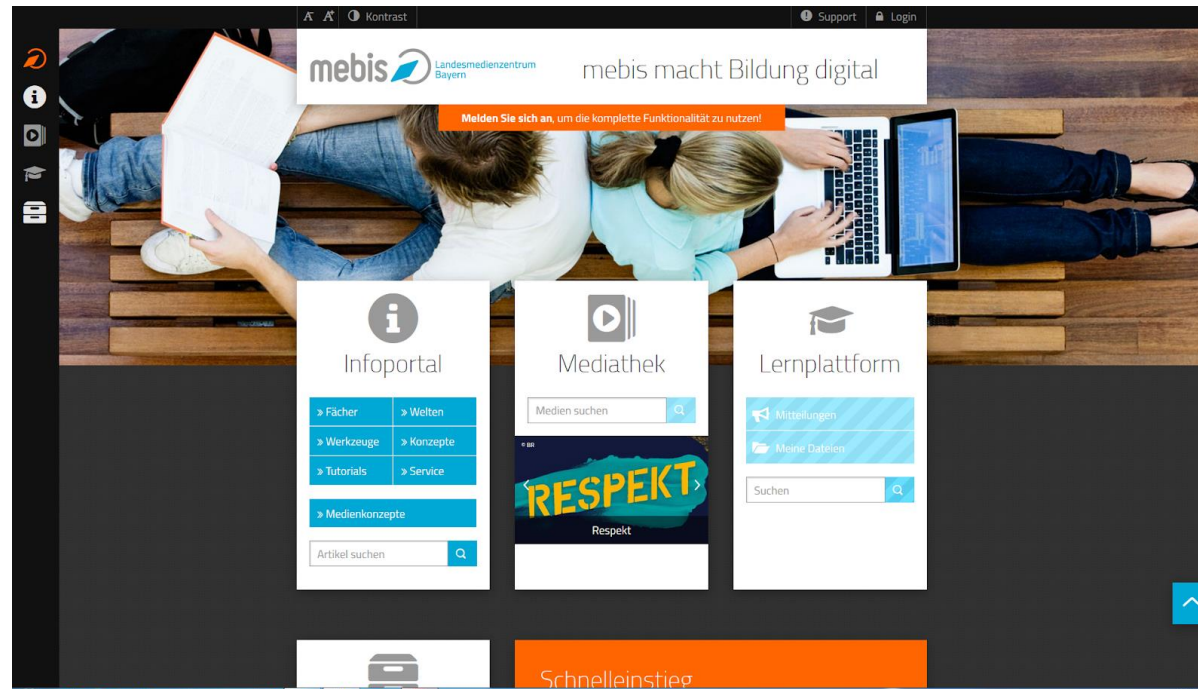 A- A+ Kontrast
Support Login
mebis Landesmedienzentrum
Bayern
mebis macht Bildung digital
Melden Sie sich an, um die komplette Funktionalität zu nutzen!
Infoportal
» Fächer » Welten
» Werkzeuge » Konzepte
» Tutorials » Service
» Medienkonzepte
Artikel suchen
Mediathek
Medien suchen
© BR
RESPEKT
Respekt
Lernplattform
Mitteilungen
Meine Dateien
Suchen
Schnelleinstieg